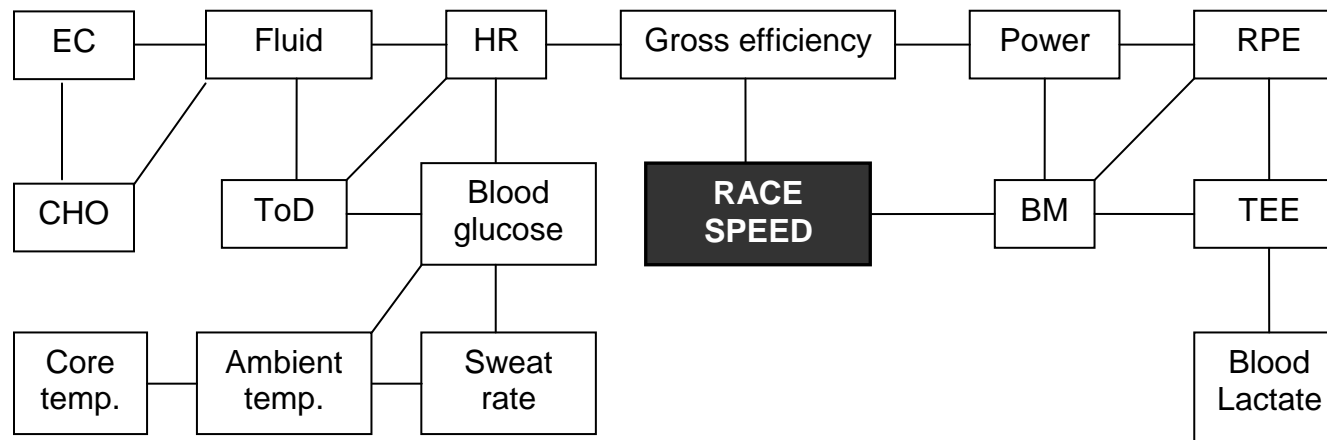 EC
Fluid
HR
Gross efficiency
Power
RPE
CHO
ToD
Blood
glucose
RACE
SPEED
BM
TEE
Core
temp.
Ambient
temp.
Sweat
rate
Blood
Lactate